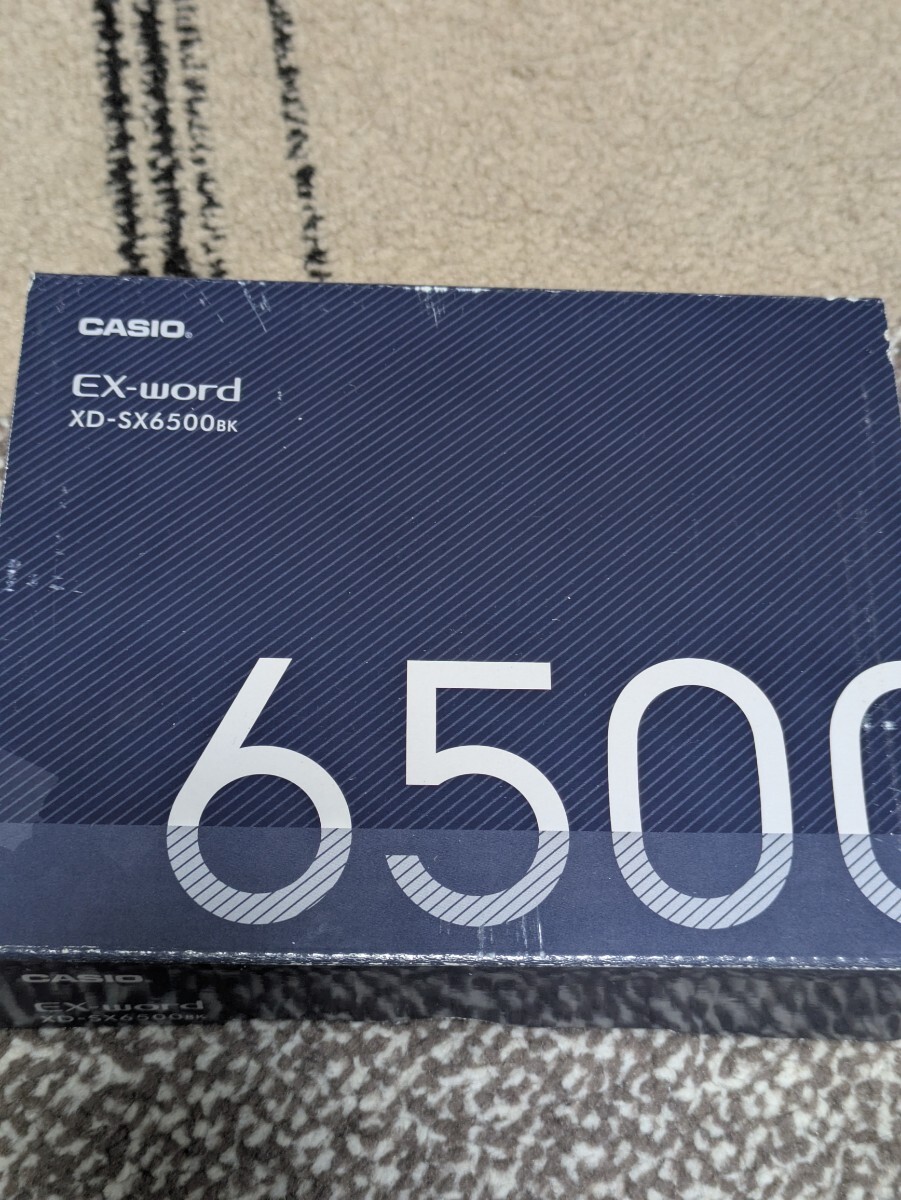 CASIO®
EX-word
XD-SX6500BK
6500
CASIO
EX-word
XD-SX6500BK